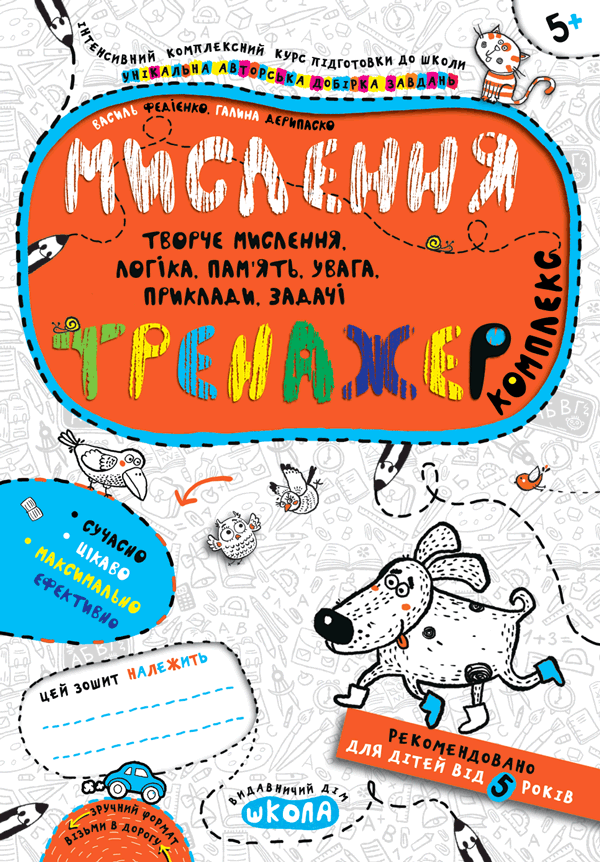 5+
ІНТЕНСИВНИЙ КОМПЛЕКСНИЙ КУРС ПІДГОТОВКИ ДО ШКОЛИ
УНІКАЛЬНА АВТОРСЬКА ДОБІРКА ЗАВДАНЬ
ВАСИЛЬ ФЕДІЄНКО, ГАЛИНА ДЕРИПАСКО
МИСЛЕННЯ
ТВОРЧЕ МИСЛЕННЯ,
ЛОГІКА, ПАМ'ЯТЬ, УВАГА,
ПРИКЛАДИ, ЗАДАЧІ
ТРЕНАЖЕР
КОМПЛЕКС
• СУЧАСНО
• ЦІКАВО
• МАКСИМАЛЬНО
ЕФЕКТИВНО
ЦЕЙ ЗОШИТ НАЛЕЖИТЬ
РЕКОМЕНДОВАНО
ДЛЯ ДІТЕЙ ВІД 5 РОКІВ
ЗРУЧНИЙ ФОРМАТ
ВІЗЬМИ В ДОРОГУ
ВИДАВНИЧИЙ ДІМ
ШКОЛА